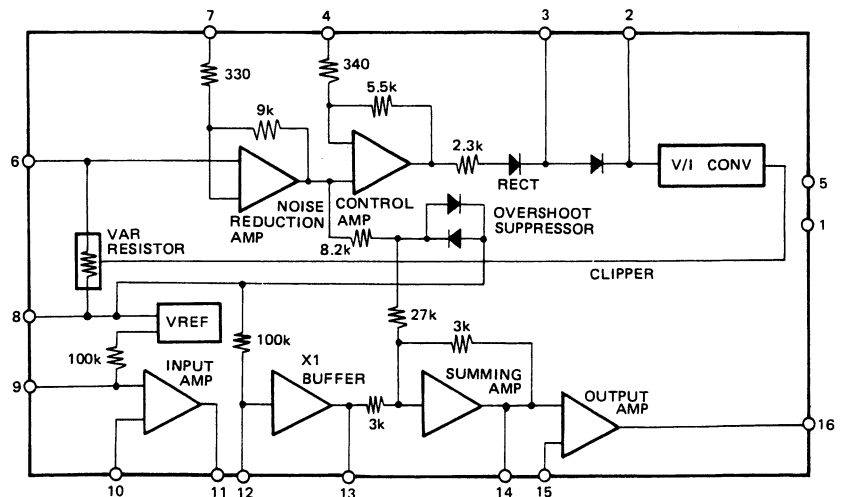 7
4
3
2
330
340
5.5k
9k
2.3k
6
V/I CONV
RECT
5
NOISE
REDUCTION
AMP
CONTROL
AMP
OVERSHOOT
SUPPRESSOR
1
VAR
RESISTOR
8.2k
CLIPPER
8
VREF
27k
100k
100k
3k
INPUT
AMP
X1
BUFFER
SUMMING
AMP
OUTPUT
AMP
9
3k
16
10
11
12
13
14
15